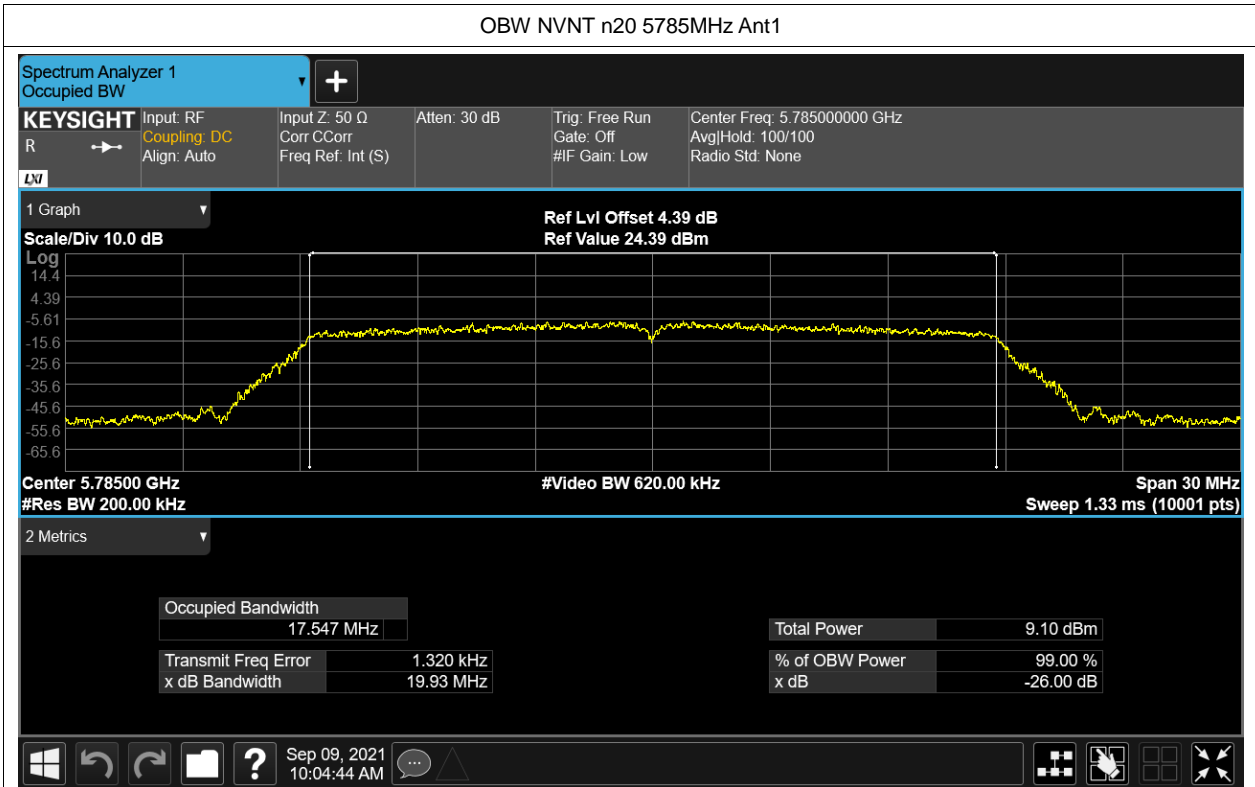 OBW NVNT n20 5785MHz Ant1
Spectrum Analyzer 1
Occupied BW
KEYSIGHT
R
LXI
Input: RF
Coupling: DC
Align: Auto
Input Z: 50 Ω
Corr CCorr
Freq Ref: Int (S)
Atten: 30 dB
Trig: Free Run
Gate: Off
#IF Gain: Low
Center Freq: 5.785000000 GHz
Avg|Hold: 100/100
Radio Std: None
1 Graph
Scale/Div 10.0 dB
Ref Lvl Offset 4.39 dB
Ref Value 24.39 dBm
Log
14.4
4.39
-5.61
-15.6
-25.6
-35.6
-45.6
-55.6
-65.6
Center 5.78500 GHz
#Res BW 200.00 kHz
#Video BW 620.00 kHz
Span 30 MHz
Sweep 1.33 ms (10001 pts)
2 Metrics
Occupied Bandwidth
17.547 MHz
Transmit Freq Error 1.320 kHz
x dB Bandwidth 19.93 MHz
Total Power 9.10 dBm
% of OBW Power 99.00 %
x dB -26.00 dB
Sep 09, 2021
10:04:44 AM